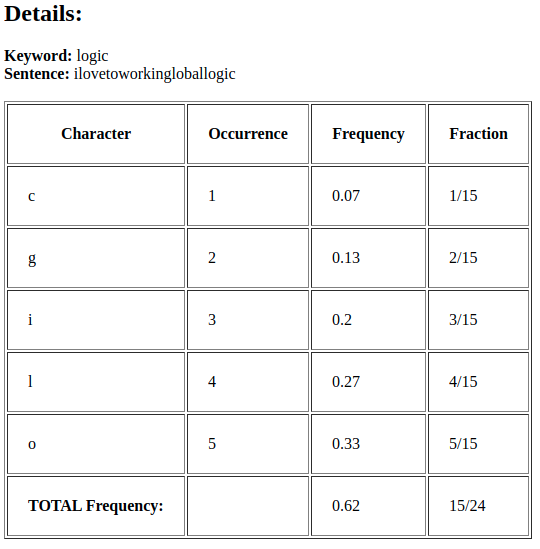 Details:
Keyword: logic
Sentence: ilovetoworkingloballogic
Character Occurrence Frequency Fraction
c 1 0.07 1/15
g 2 0.13 2/15
i 3 0.2 3/15
l 4 0.27 4/15
o 5 0.33 5/15
TOTAL Frequency: 0.62 15/24